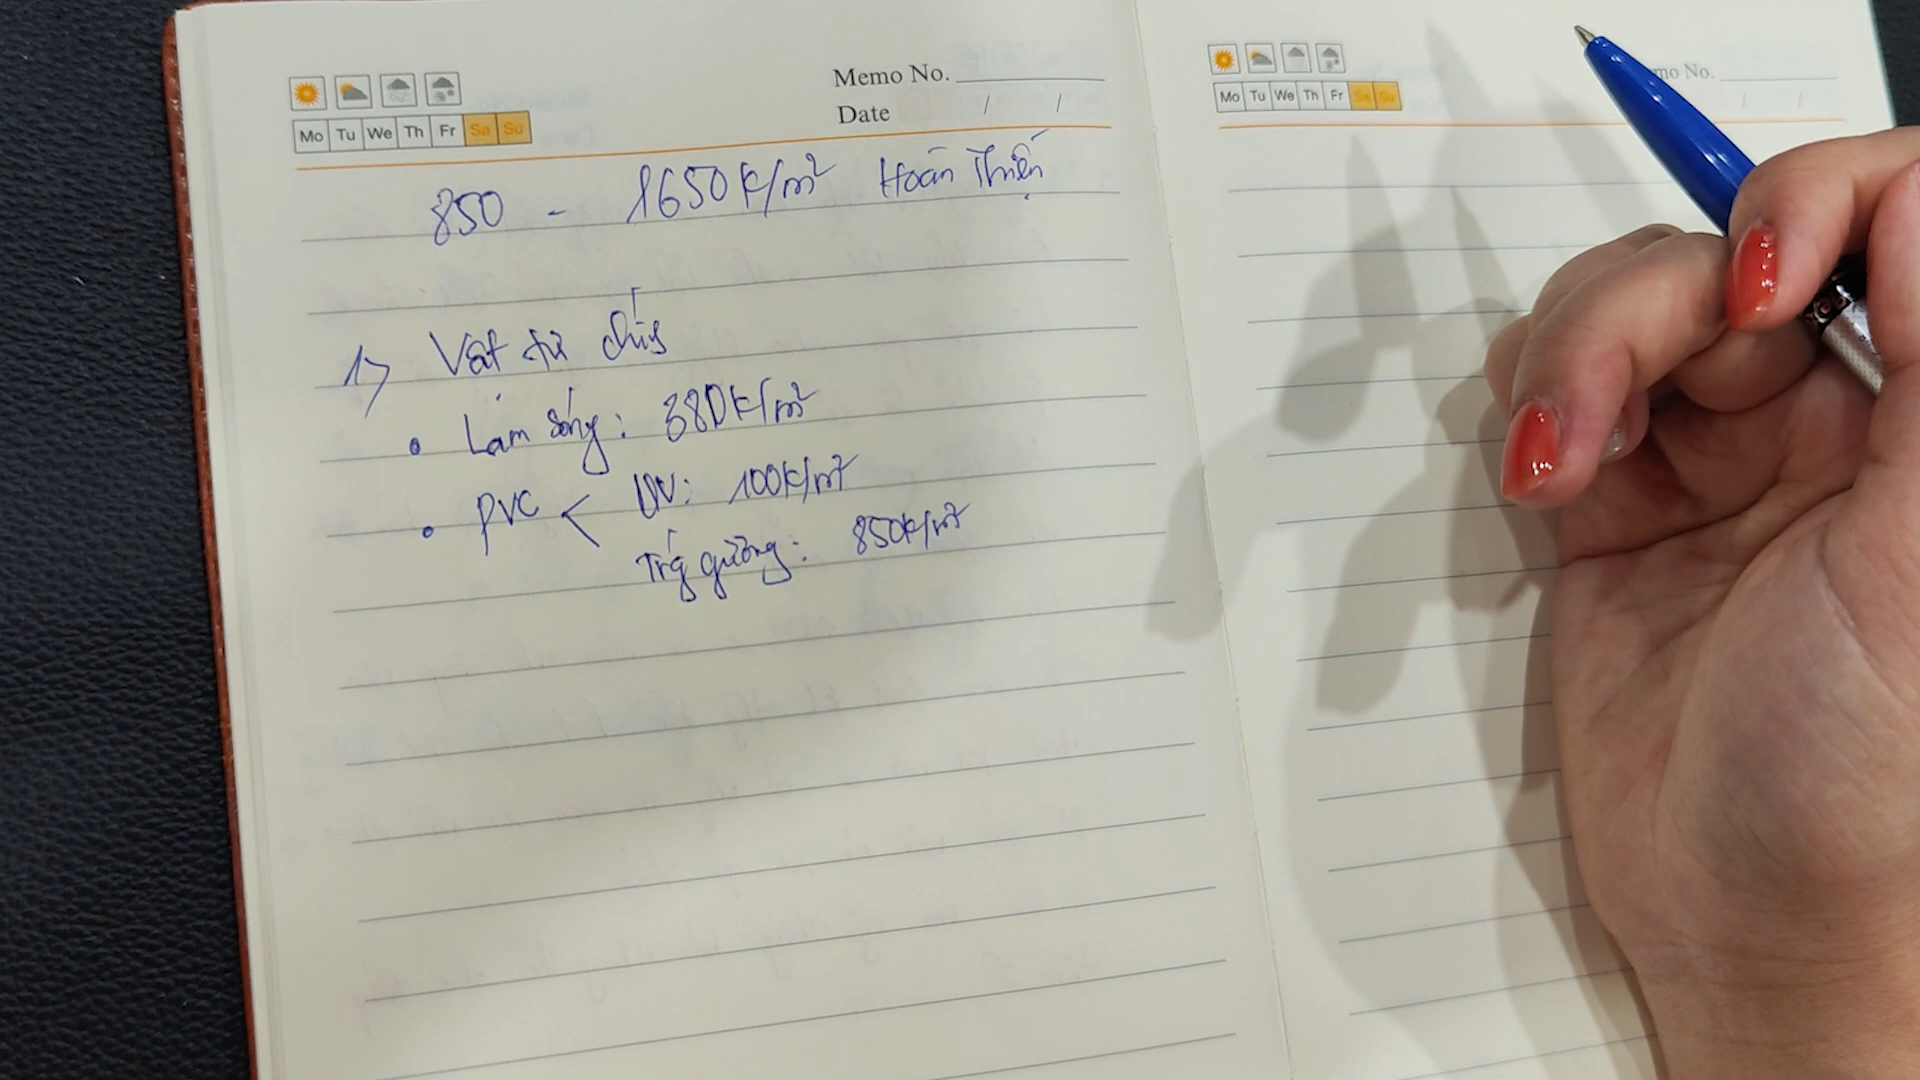 Memo No.
Date / /
Mo Tu We Th Fr Sa Su
850 - 1650K/m² Hoàn Thiện
1) Vật tư chính
• Lam sóng: 380K/m²
• PVC < UV: 100K/m²
Tráng gương: 850K/m²
mo No.
/ /
Mo Tu We Th Fr Sa Su